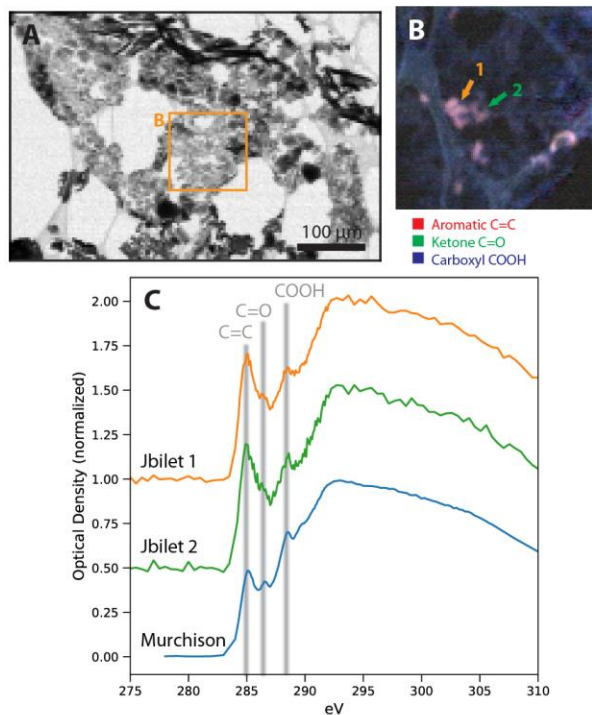 A
B
100 µm
B
1
2
Aromatic C=C
Ketone C=O
Carboxyl COOH
C
COOH
C=O
C=C
Optical Density (normalized)
2.00
1.75
1.50
1.25
1.00
0.75
0.50
0.25
0.00
Jbilet 1
Jbilet 2
Murchison
275
285
290
295
300
305
310
eV